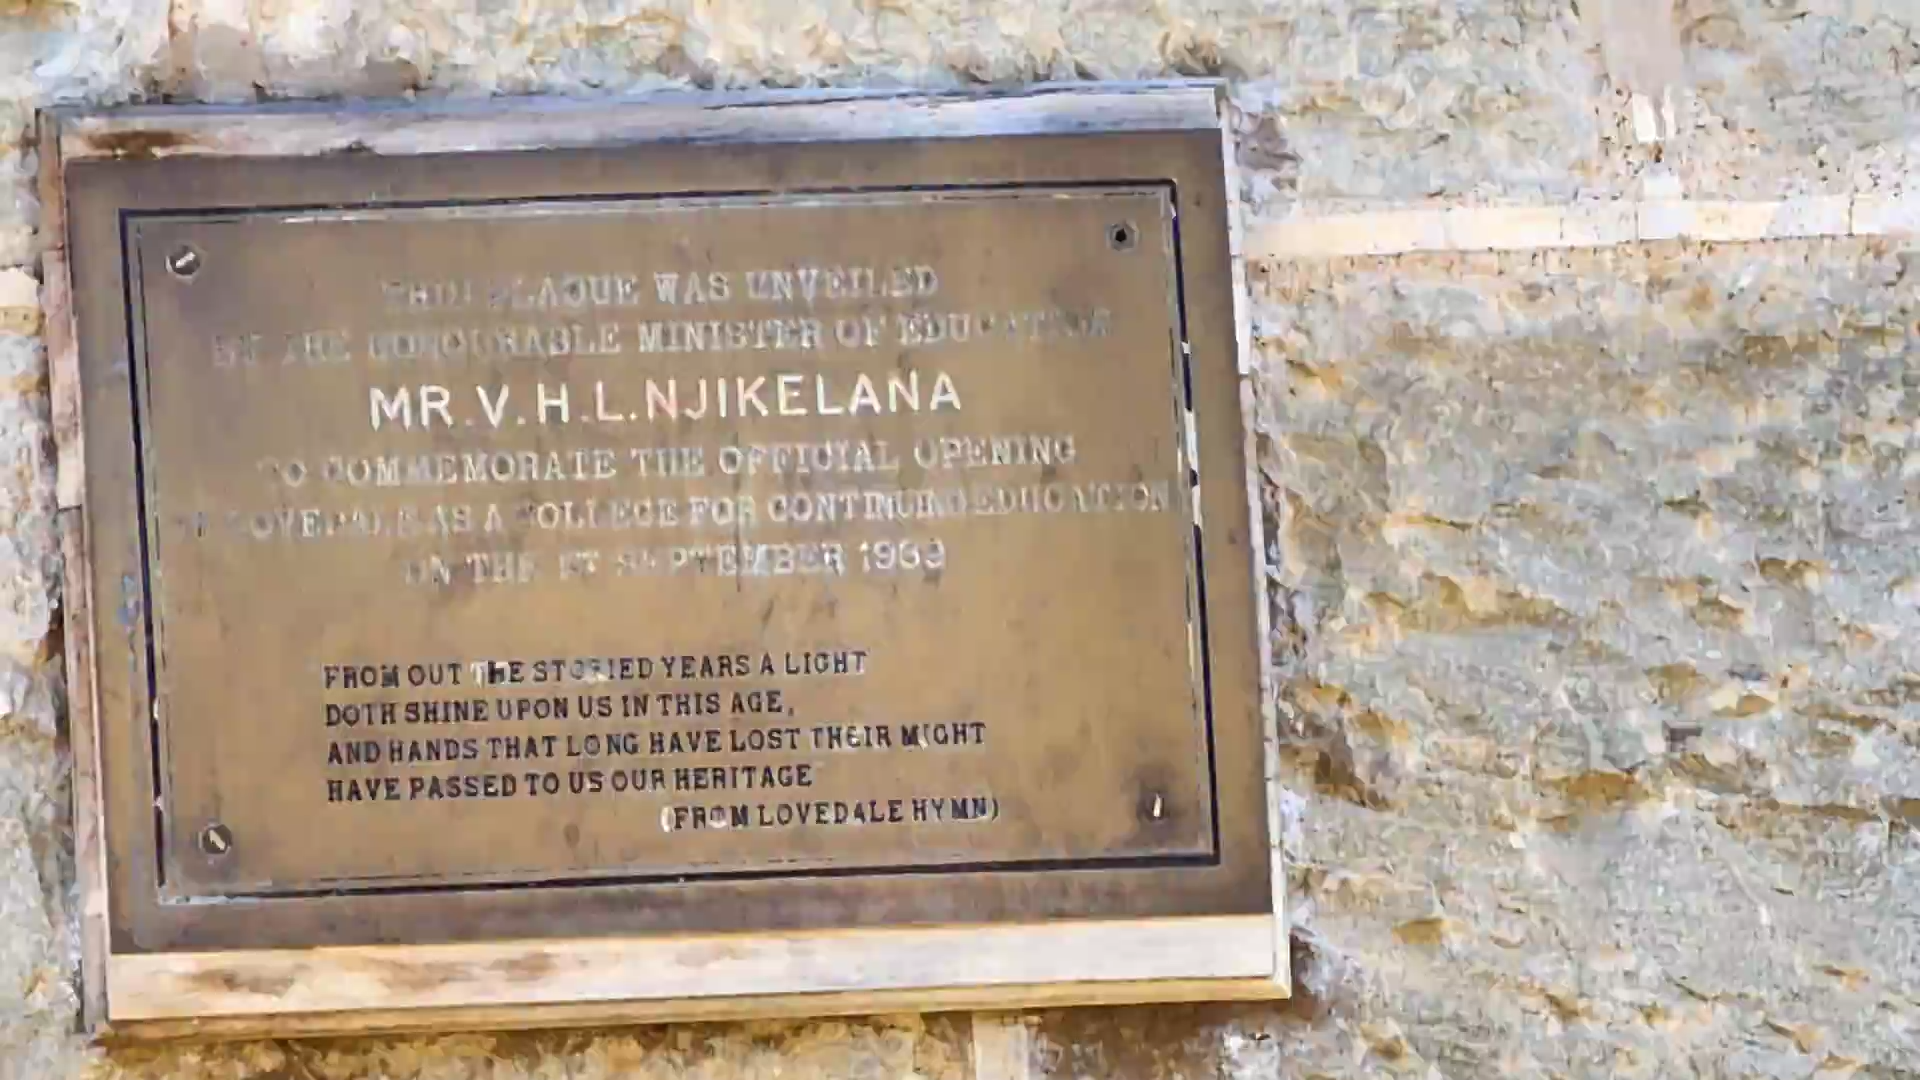 THIS PLAQUE WAS UNVEILED
BY THE HONOURABLE MINISTER OF EDUCATION
MR. V. H. L. NJIKELANA
TO COMMEMORATE THE OFFICIAL OPENING
OF LOVEDALE AS A COLLEGE FOR CONTINUING EDUCATION
ON THE 1ST SEPTEMBER 1989
FROM OUT THE STORIED YEARS A LIGHT
DOTH SHINE UPON US IN THIS AGE,
AND HANDS THAT LONG HAVE LOST THEIR MIGHT
HAVE PASSED TO US OUR HERITAGE
(FROM LOVEDALE HYMN)